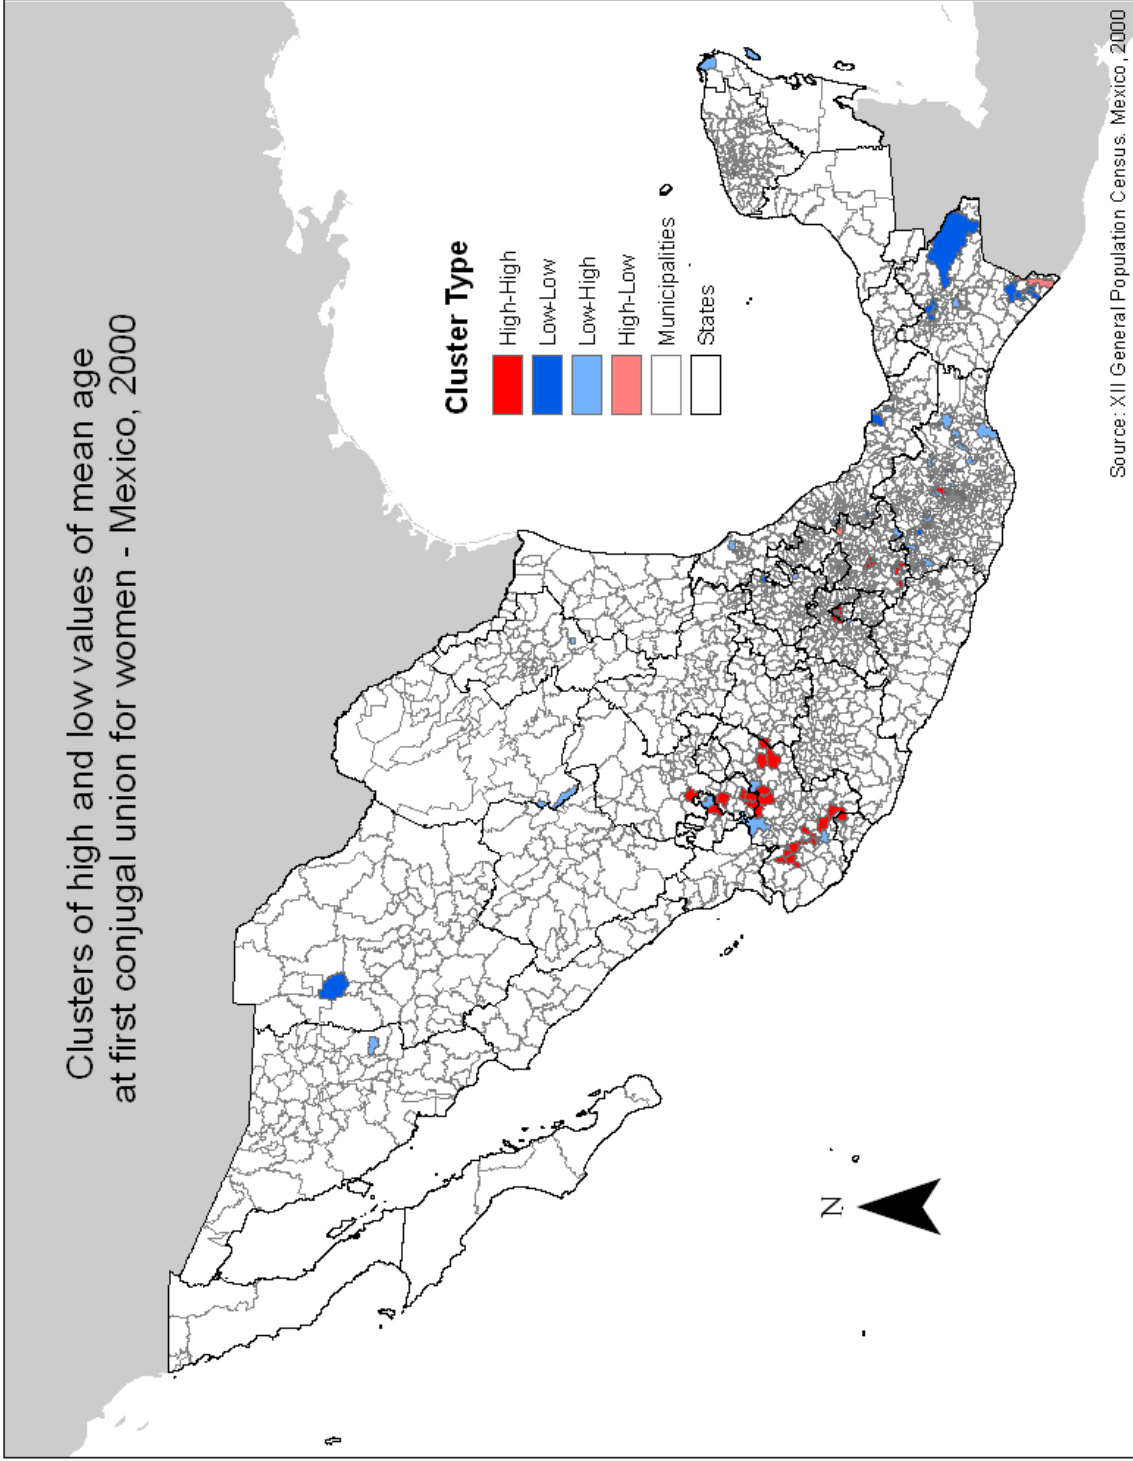 Clusters of high and low values of mean age
at first conjugal union for women - Mexico, 2000
Cluster Type
High-High
Low-Low
Low-High
High-Low
Municipalities
States
N
Source: XII General Population Census. Mexico, 2000